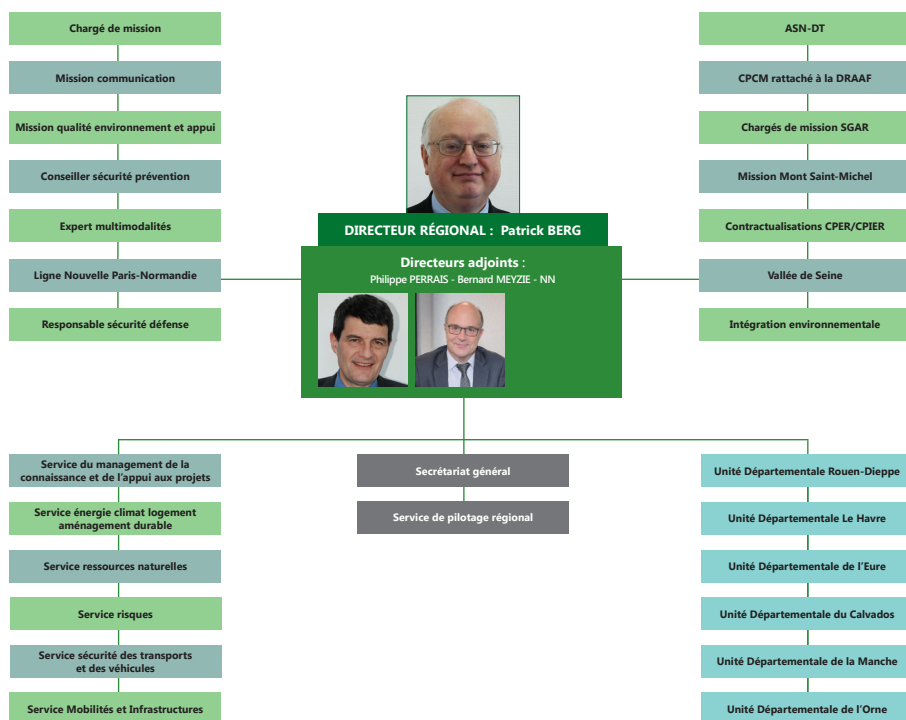 Chargé de mission
Mission communication
Mission qualité environnement et appui
Conseiller sécurité prévention
Expert multimodalités
Ligne Nouvelle Paris-Normandie
Responsable sécurité défense
DIRECTEUR RÉGIONAL : Patrick BERG
Directeurs adjoints :
Philippe PERRAIS - Bernard MEYZIE - NN
ASN-DT
CPCM rattaché à la DRAAF
Chargés de mission SGAR
Mission Mont Saint-Michel
Contractualisations CPER/CPIER
Vallée de Seine
Intégration environnementale
Service du management de la
connaissance et de l'appui aux projets
Service énergie climat logement
aménagement durable
Service ressources naturelles
Service risques
Service sécurité des transports
et des véhicules
Service Mobilités et Infrastructures
Secrétariat général
Service de pilotage régional
Unité Départementale Rouen-Dieppe
Unité Départementale Le Havre
Unité Départementale de l'Eure
Unité Départementale du Calvados
Unité Départementale de la Manche
Unité Départementale de l'Orne